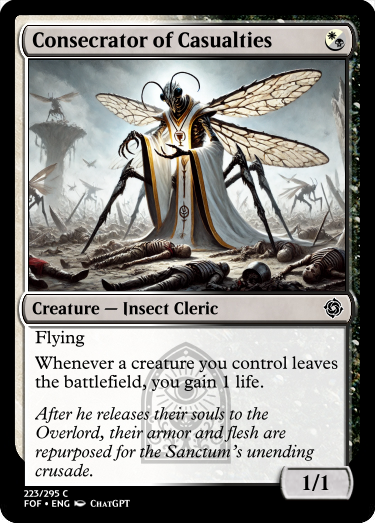 Consecrator of Casualties
Creature — Insect Cleric
Flying
Whenever a creature you control leaves
the battlefield, you gain 1 life.
After he releases their souls to the
Overlord, their armor and flesh are
repurposed for the Sanctum's unending
crusade.
1/1
223/295 C
FOF • ENG ChatGPT